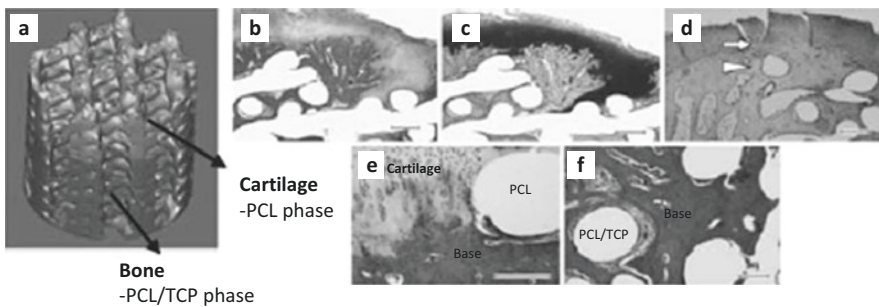 a
b
c
d
Cartilage
-PCL phase
Bone
-PCL/TCP phase
e
Cartilage
PCL
Base
f
Base
PCL/TCP